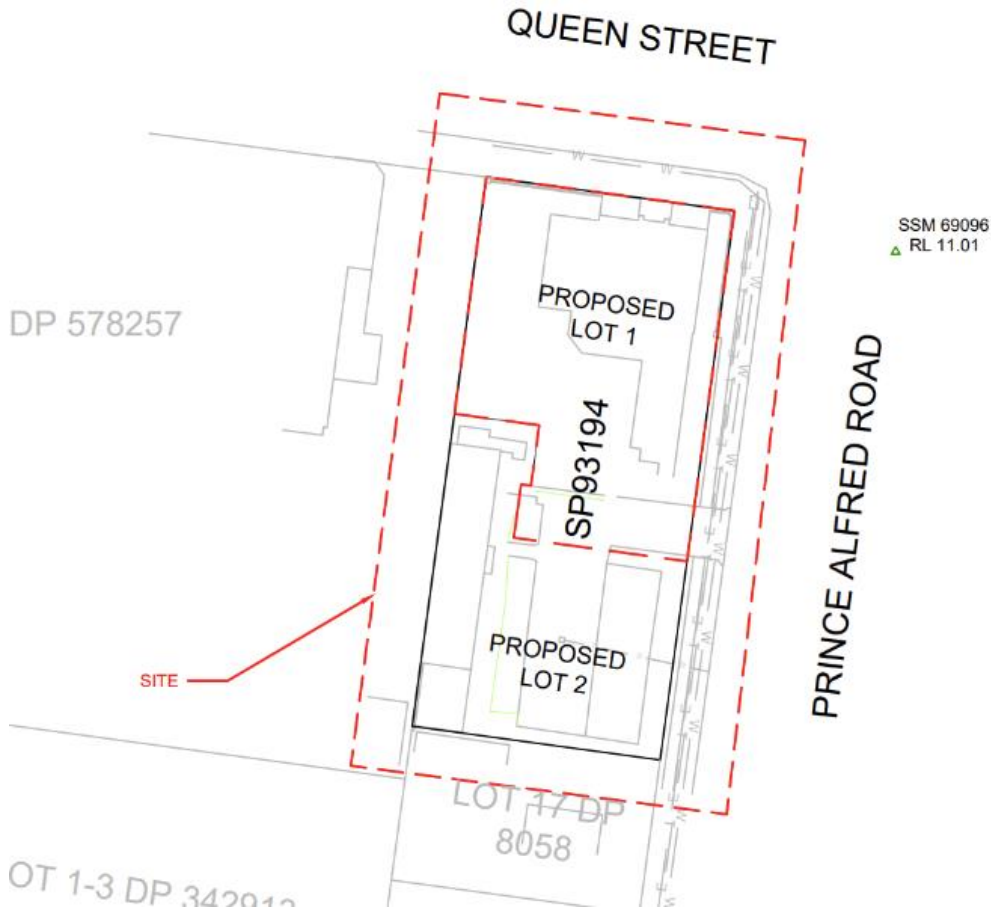 QUEEN STREET
SSM 69096
RL 11.01
PROPOSED
LOT 1
DP 578257
PRINCE ALFRED ROAD
SP93194
PROPOSED
LOT 2
SITE
LOT 17 DP
8058
OT 1-3 DP
W
W
W
E
W
E
W
E
W
E
W
E
W
E
W
E
W